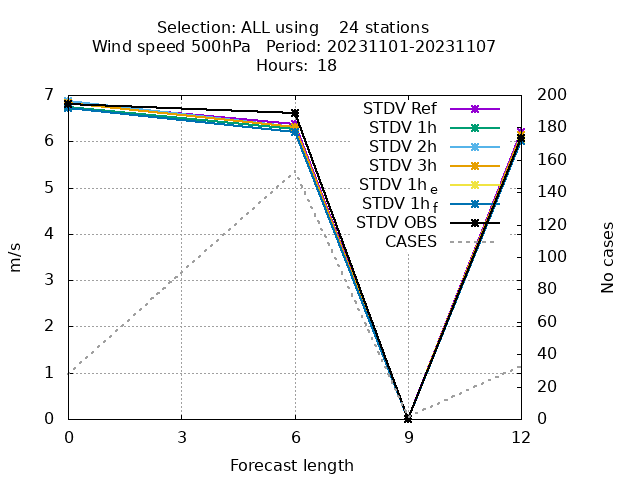 Selection: ALL using    24 stations
Wind speed 500hPa   Period: 20231101-20231107
Hours:  18
7
6
5
4
3
2
1
0
m/s
STDV Ref
STDV 1h
STDV 2h
STDV 3h
STDV 1h e
STDV 1h f
STDV OBS
CASES
200
180
160
140
120
100
80
60
40
20
0
No cases
0 3 6 9 12
Forecast length